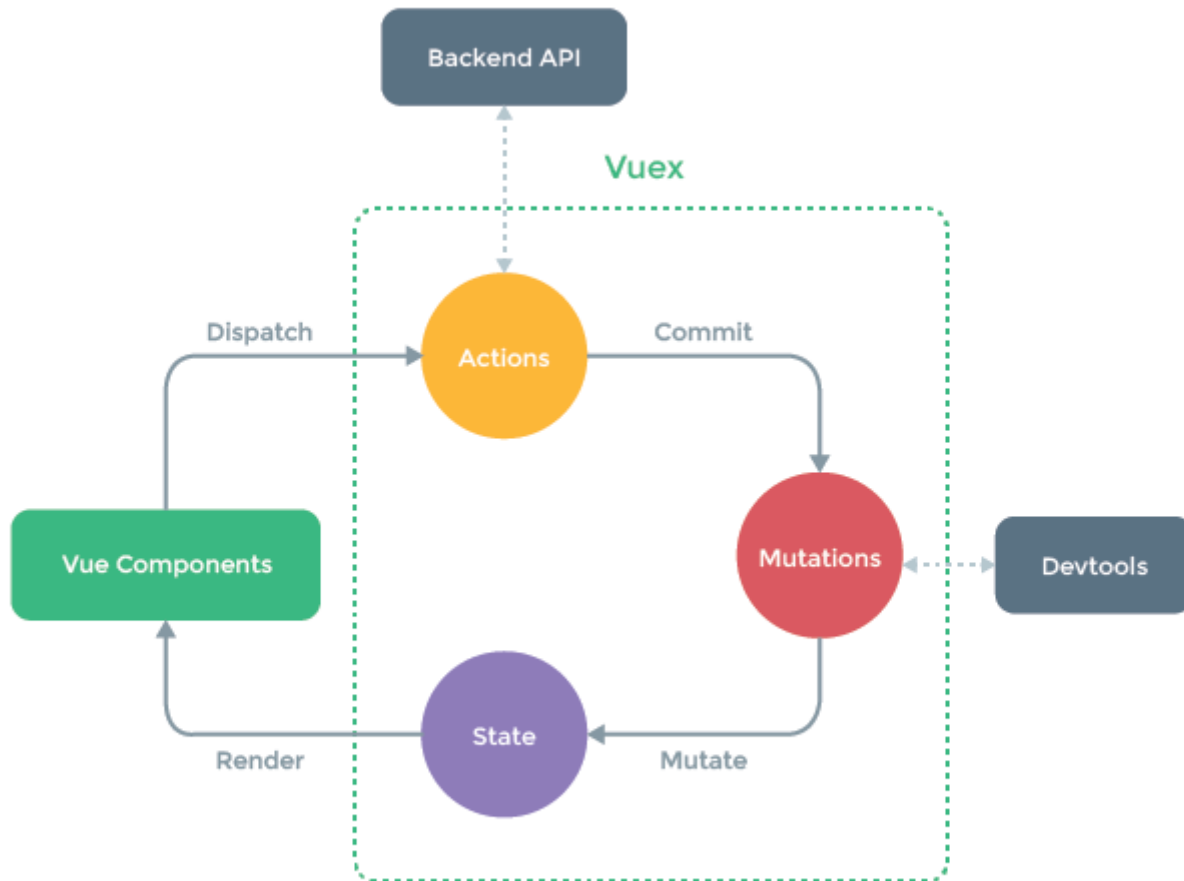 Backend API
Vuex
Dispatch
Commit
Actions
Vue Components
Mutations
Devtools
State
Render
Mutate